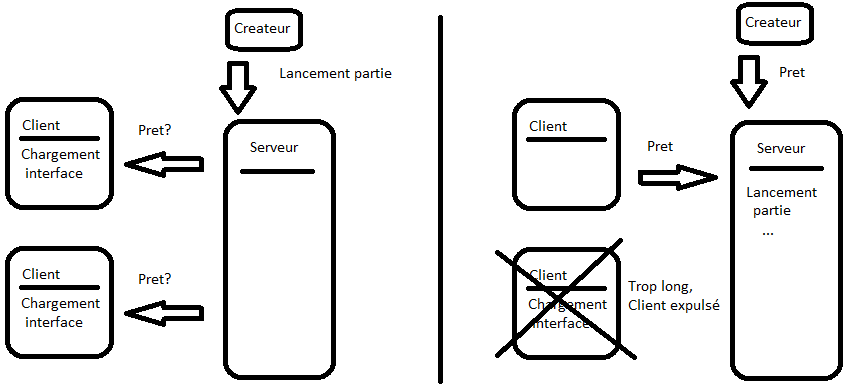 Createur
Lancement partie
Client
Chargement
interface
Pret?
Serveur
Client
Chargement
interface
Pret?
Createur
Pret
Client
Pret
Serveur
Lancement
partie
...
Client
Chargement
interface
Trop long,
Client expulsé